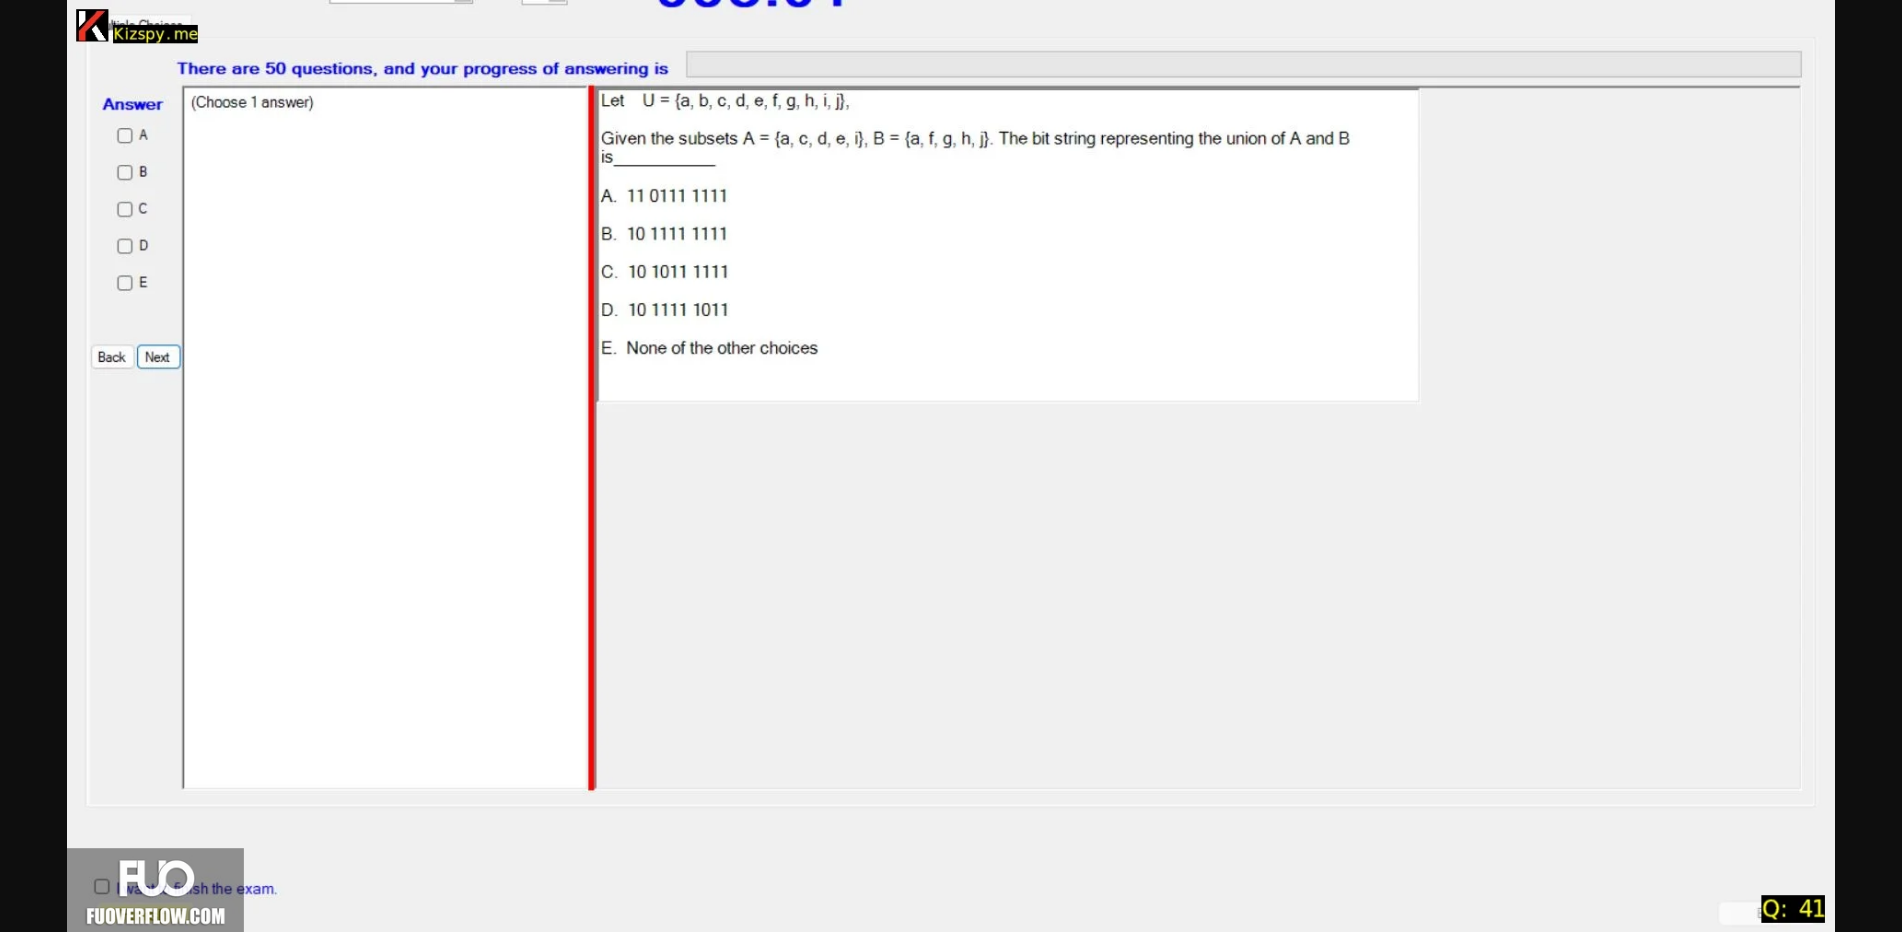 Kizspy.me
There are 50 questions, and your progress of answering is
Answer
(Choose 1 answer)
A
B
C
D
E
Back Next
Let U = {a, b, c, d, e, f, g, h, i, j},
Given the subsets A = {a, c, d, e, i}, B = {a, f, g, h, j}. The bit string representing the union of A and B
is___________
A. 11 0111 1111
B. 10 1111 1111
C. 10 1011 1111
D. 10 1111 1011
E. None of the other choices
FUO
sh the exam.
FUOVERFLOW.COM
Q: 41